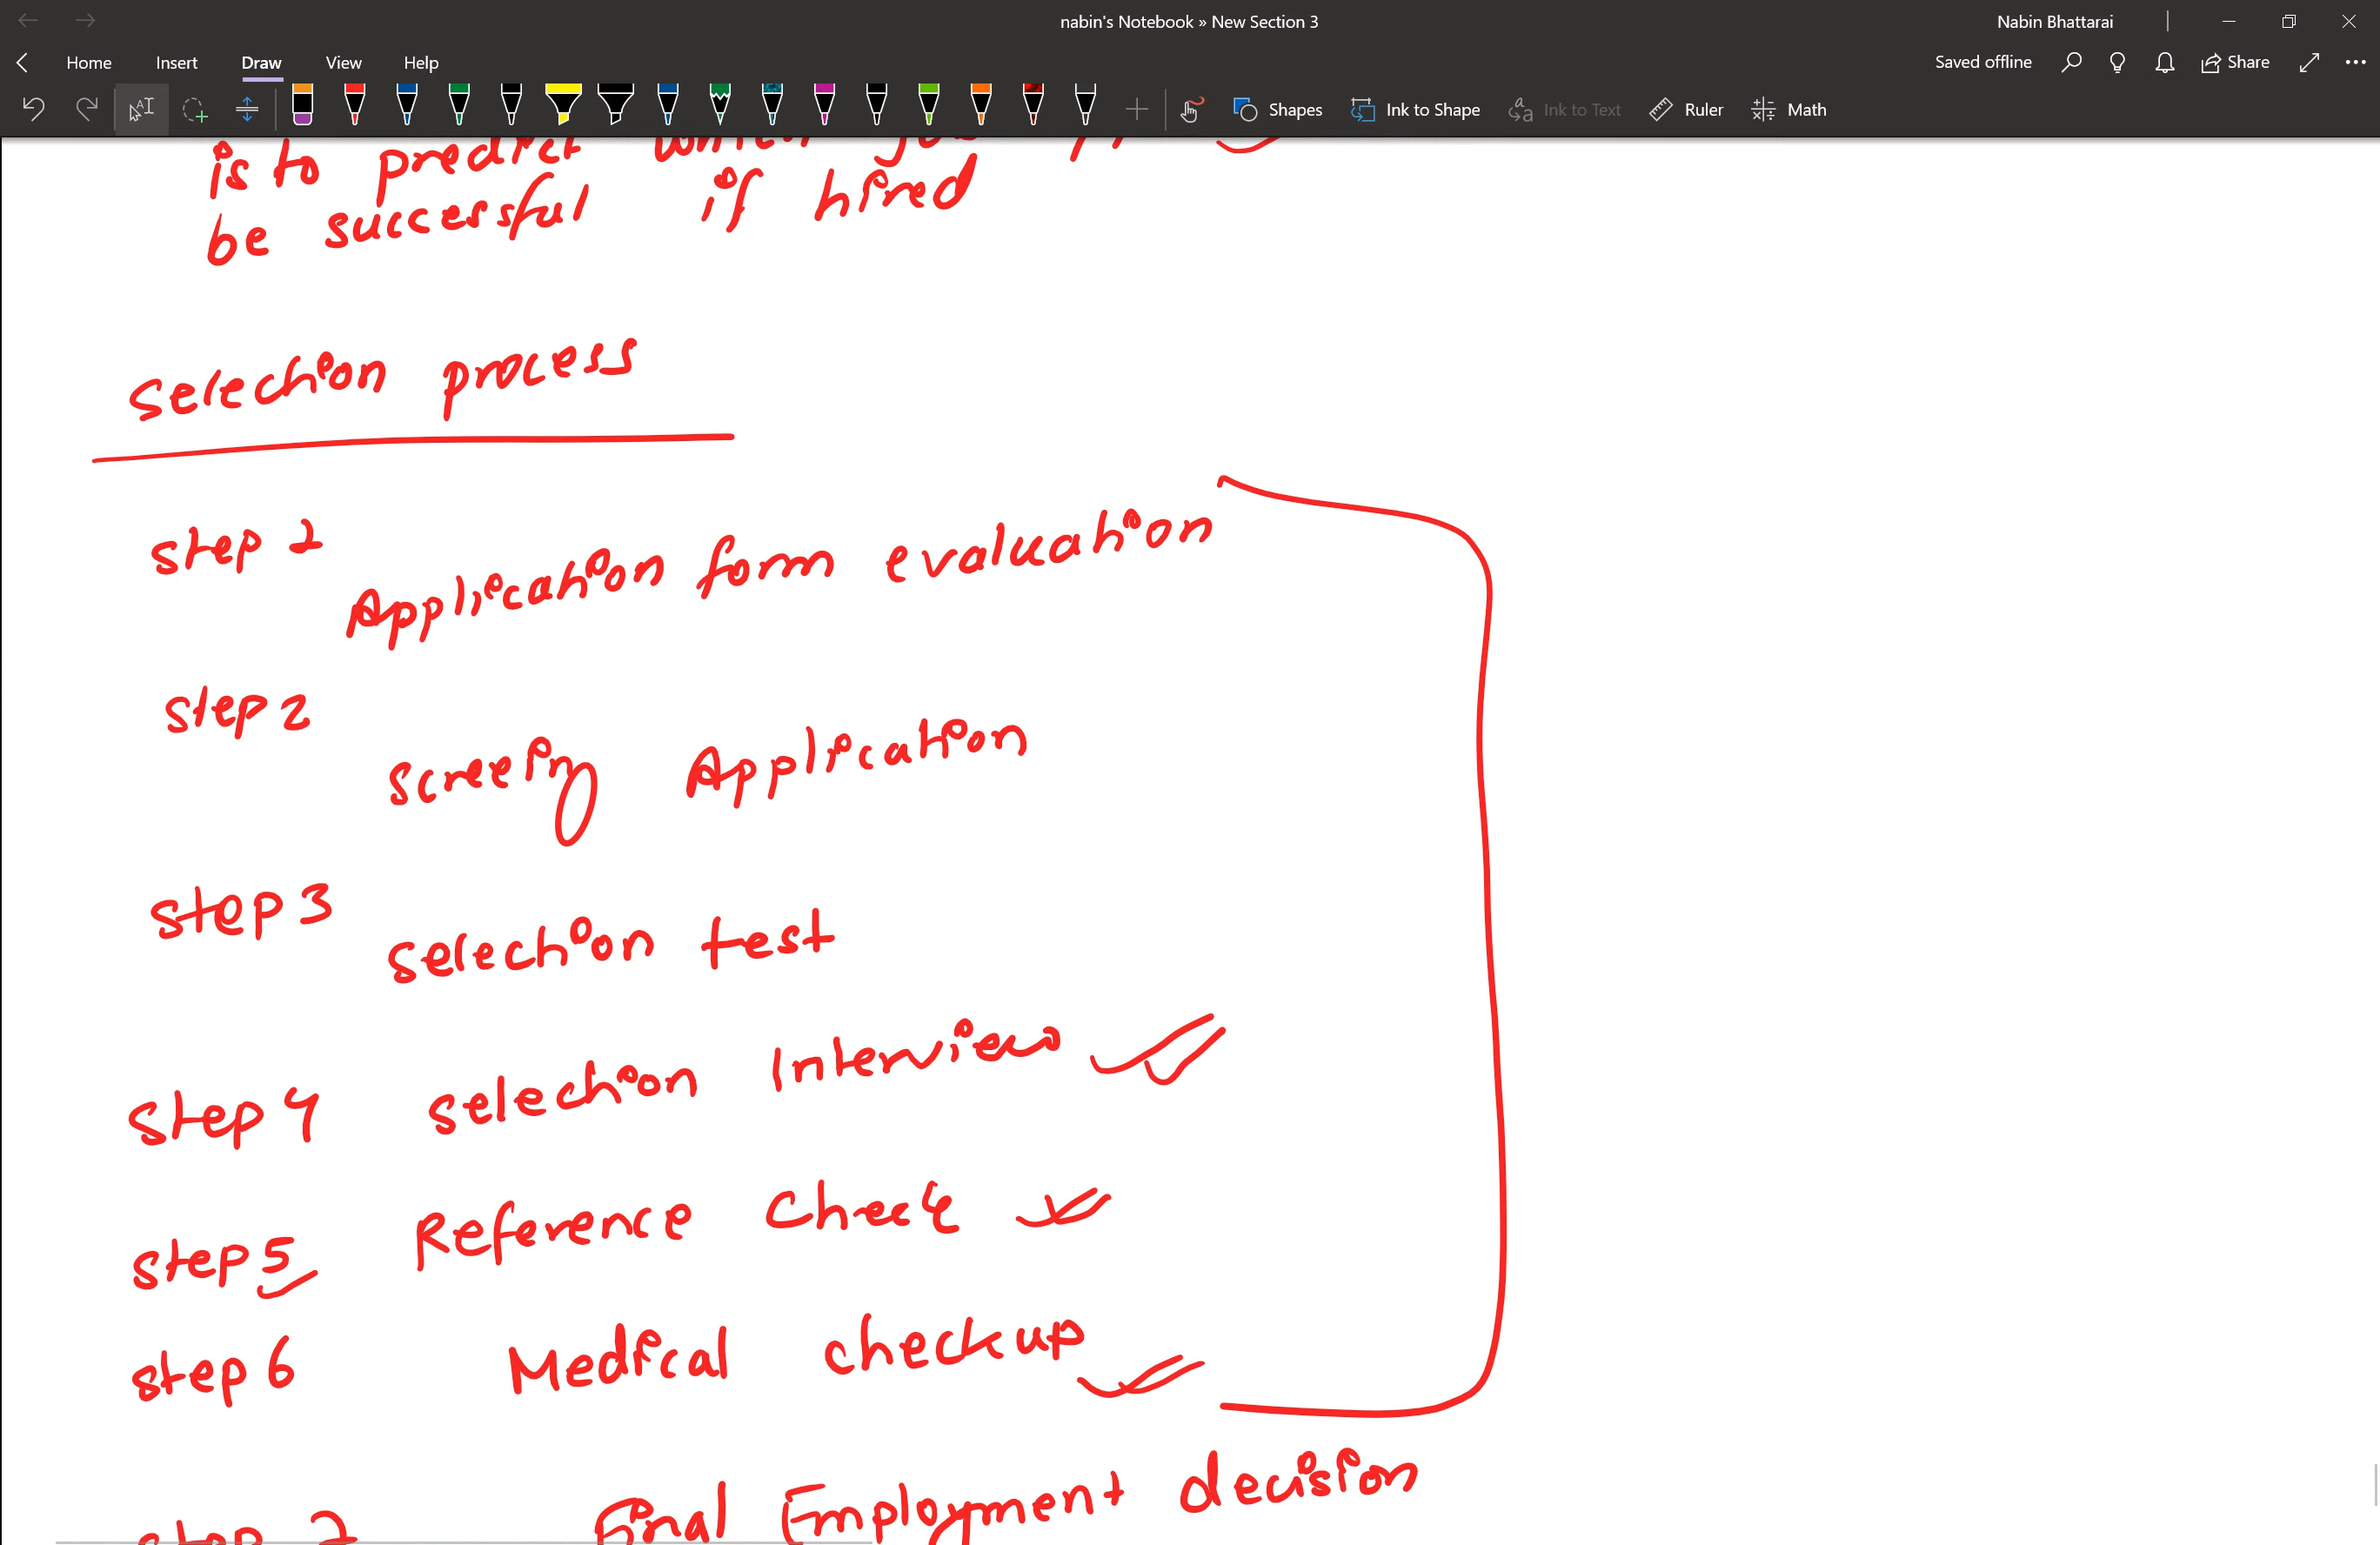 nabin's Notebook » New Section 3
Nabin Bhattarai
Home Insert Draw View Help
Saved offline
Share
Shapes Ink to Shape Ink to Text Ruler Math
is to predict
be successful if hired
selection process
step 1
Application form evaluation
step 2
screeing Application
step 3
selection test
step 4 selection Interview
step 5 Reference Check
step 6 Medical checkup
Final Employment decision